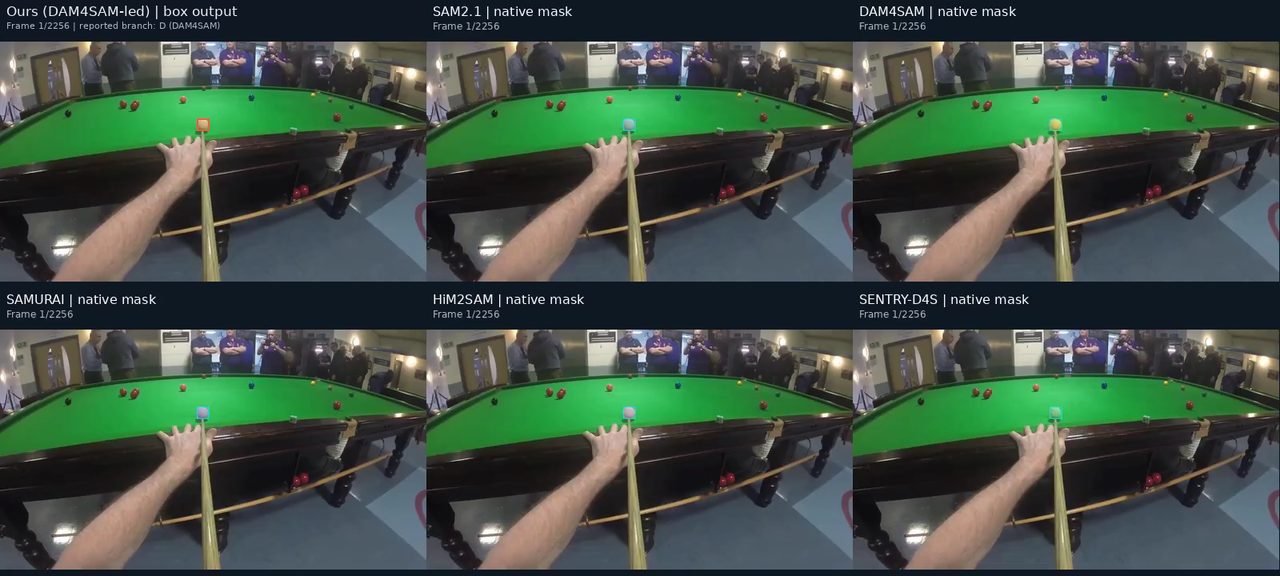 Ours (DAM4SAM-led) | box output
Frame 1/2256 | reported branch: D (DAM4SAM)
SAM2.1 | native mask
Frame 1/2256
DAM4SAM | native mask
Frame 1/2256
SAMURAI | native mask
Frame 1/2256
HiM2SAM | native mask
Frame 1/2256
SENTRY-D4S | native mask
Frame 1/2256